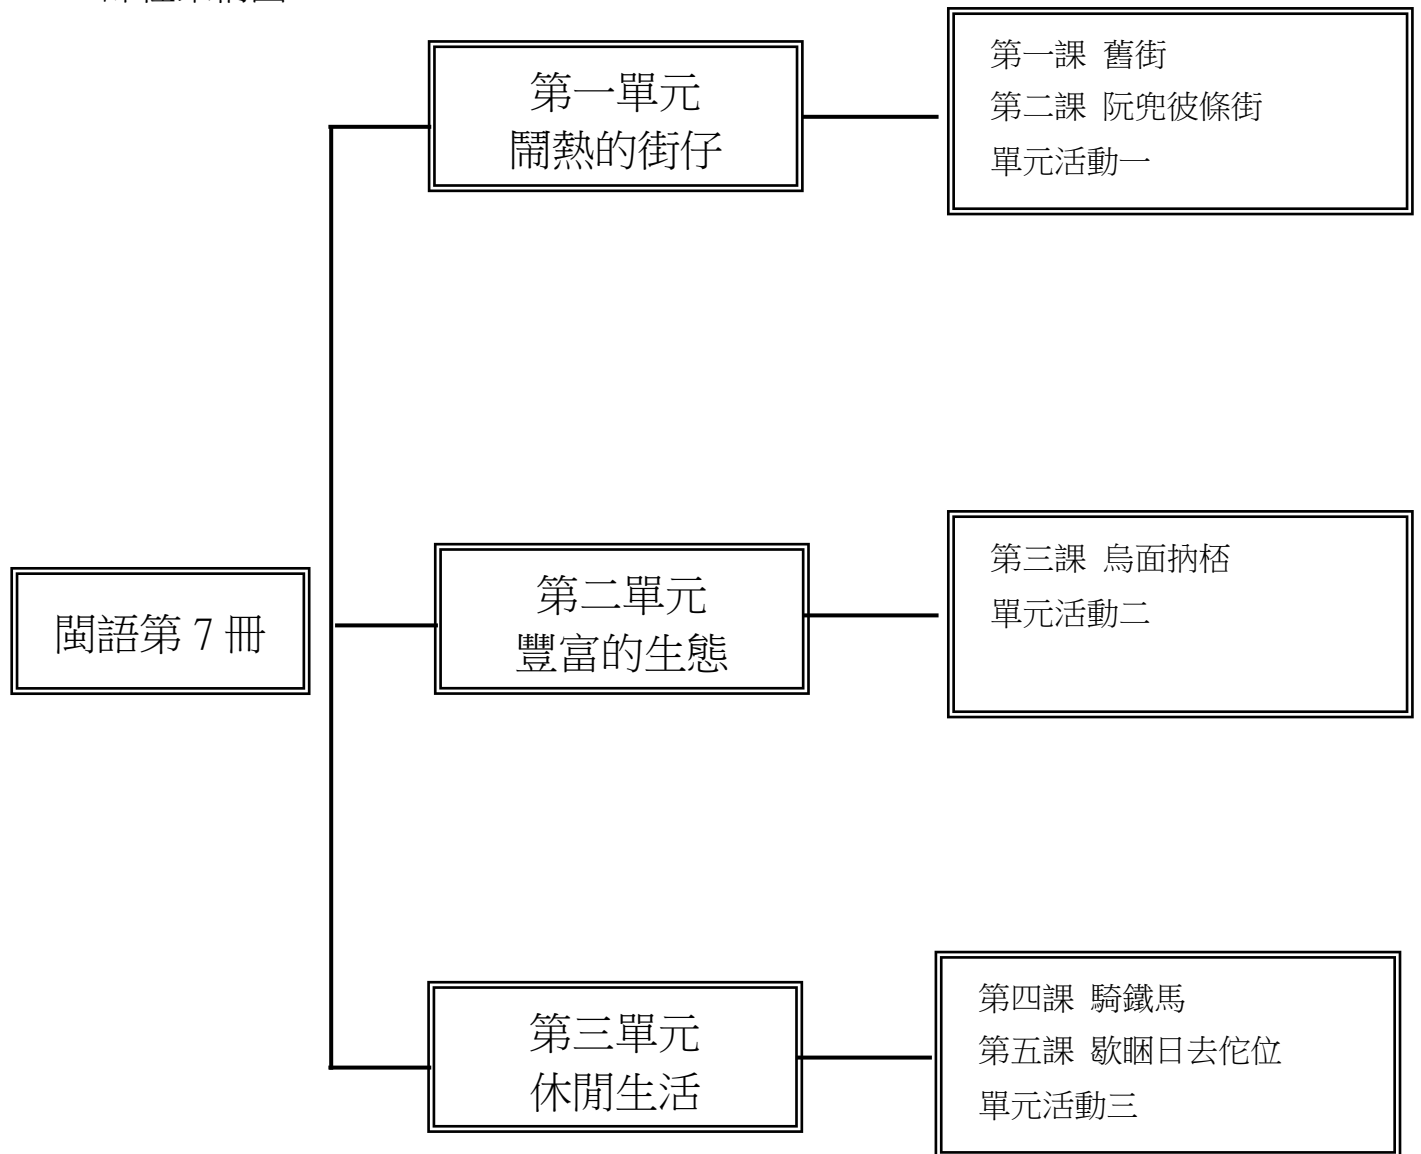 第一單元
鬧熱的街仔
第一課 舊街
第二課 阮兜彼條街
單元活動一
閩語第 7 冊
第二單元
豐富的生態
第三課 烏面抐桮
單元活動二
第三單元
休閒生活
第四課 騎鐵馬
第五課 歇睏日去佗位
單元活動三